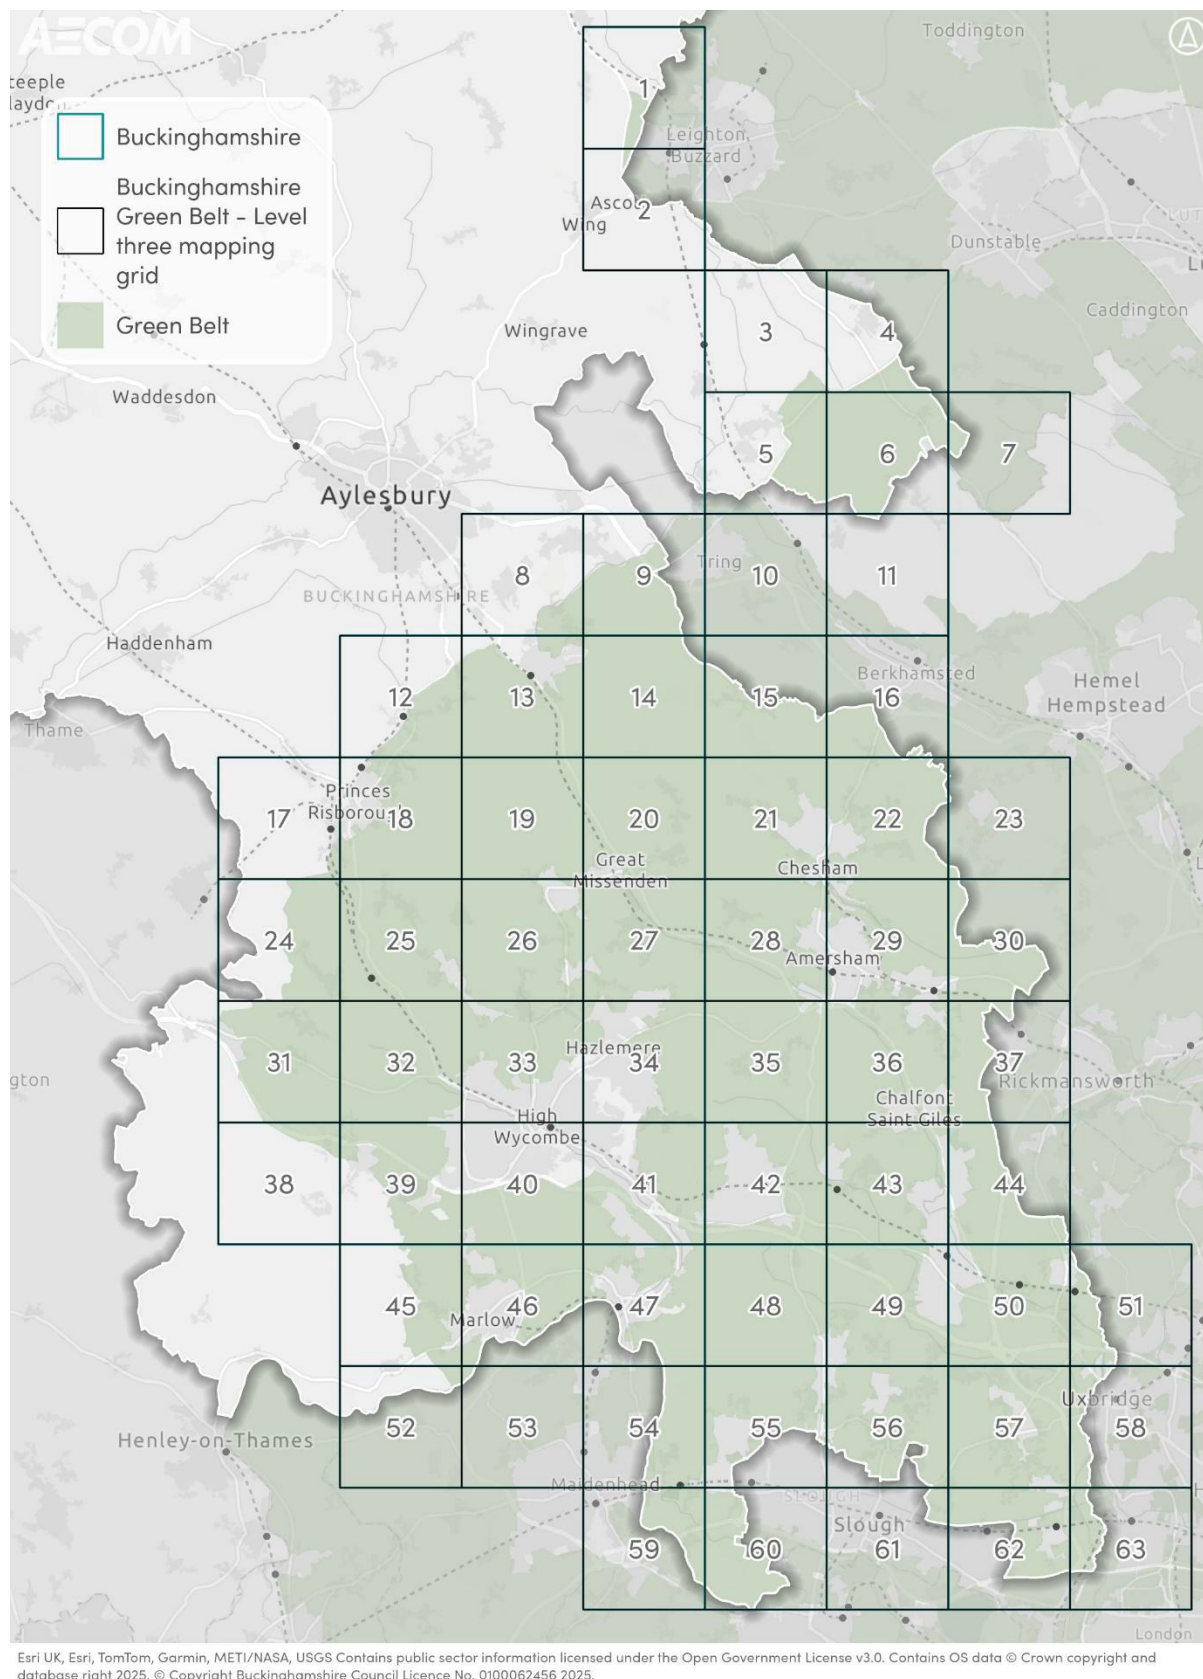 AECOM
Toddington
teeple
laydon
Buckinghamshire
Buckinghamshire
Green Belt - Level
three mapping
grid
Green Belt
1
Leighton
Buzzard
Ascot
2
Wing
Dunstable
Caddington
Wingrave
3
4
Waddesdon
5
6
7
Aylesbury
8
9
Tring
10
11
BUCKINGHAMSHIRE
Haddenham
Berkhamsted
Hemel
Hempstead
12
13
14
15
16
Thame
Princes
Risborou
17
18
19
20
21
22
23
Great
Missenden
Chesham
24
25
26
27
28
29
30
Amersham
Hazlemere
31
32
33
34
35
36
37
gton
Rickmansworth
Chalfont
Saint Giles
High
Wycombe
38
39
40
41
42
43
44
45
46
47
48
49
50
51
Marlow
Uxbridge
52
53
54
55
56
57
58
Henley-on-Thames
Maidenhead
SLOUGH
Slough
59
60
61
62
63
London
Esri UK, Esri, TomTom, Garmin, METI/NASA, USGS Contains public sector information licensed under the Open Government License v3.0. Contains OS data © Crown copyright and
database right 2025. © Copyright Buckinghamshire Council Licence No. 0100062456 2025.